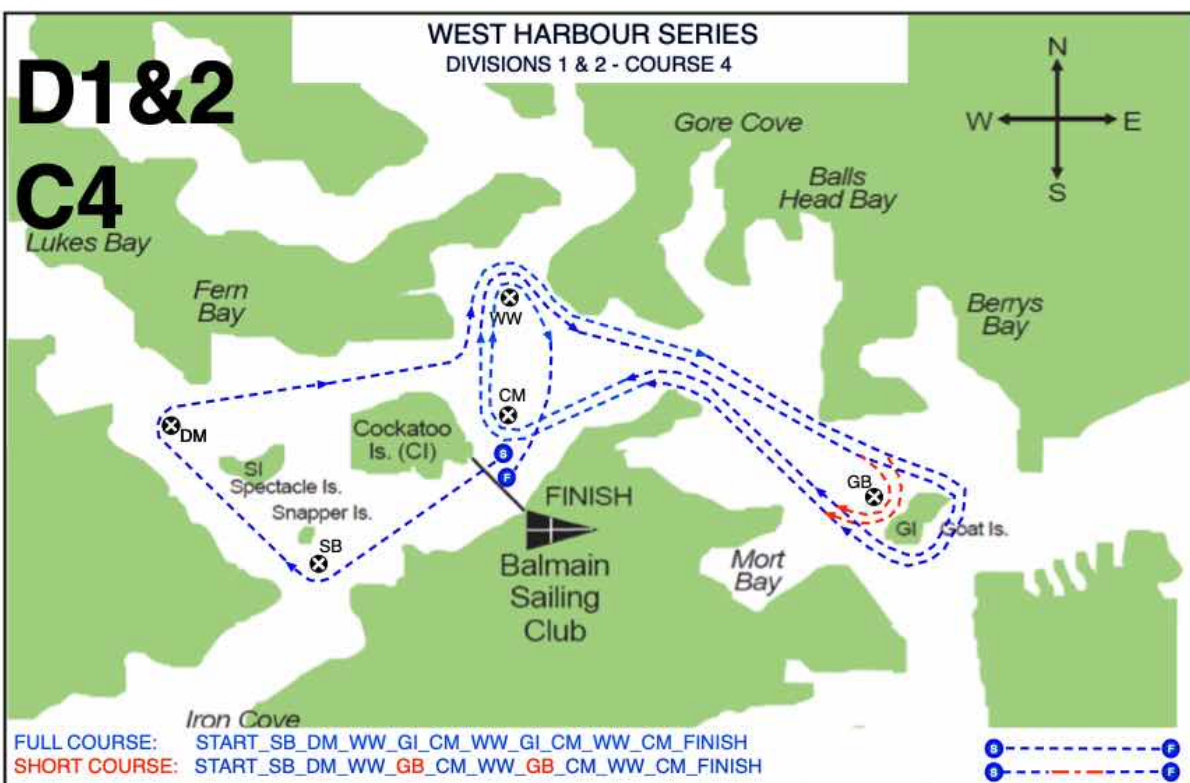 WEST HARBOUR SERIES
DIVISIONS 1 & 2 - COURSE 4
D1&2
C4
N
W
E
S
Gore Cove
Balls
Head Bay
Lukes Bay
Fern
Bay
Berrys
Bay
WW
CM
DM
Cockatoo
Is. (CI)
S
F
SI
Spectacle Is.
Snapper Is.
SB
FINISH
Balmain
Sailing
Club
GB
GI
Goat Is.
Mort
Bay
Iron Cove
FULL COURSE: START_SB_DM_WW_GI_CM_WW_GI_CM_WW_CM_FINISH
S F
SHORT COURSE: START_SB_DM_WW_GB_CM_WW_GB_CM_WW_CM_FINISH
S F